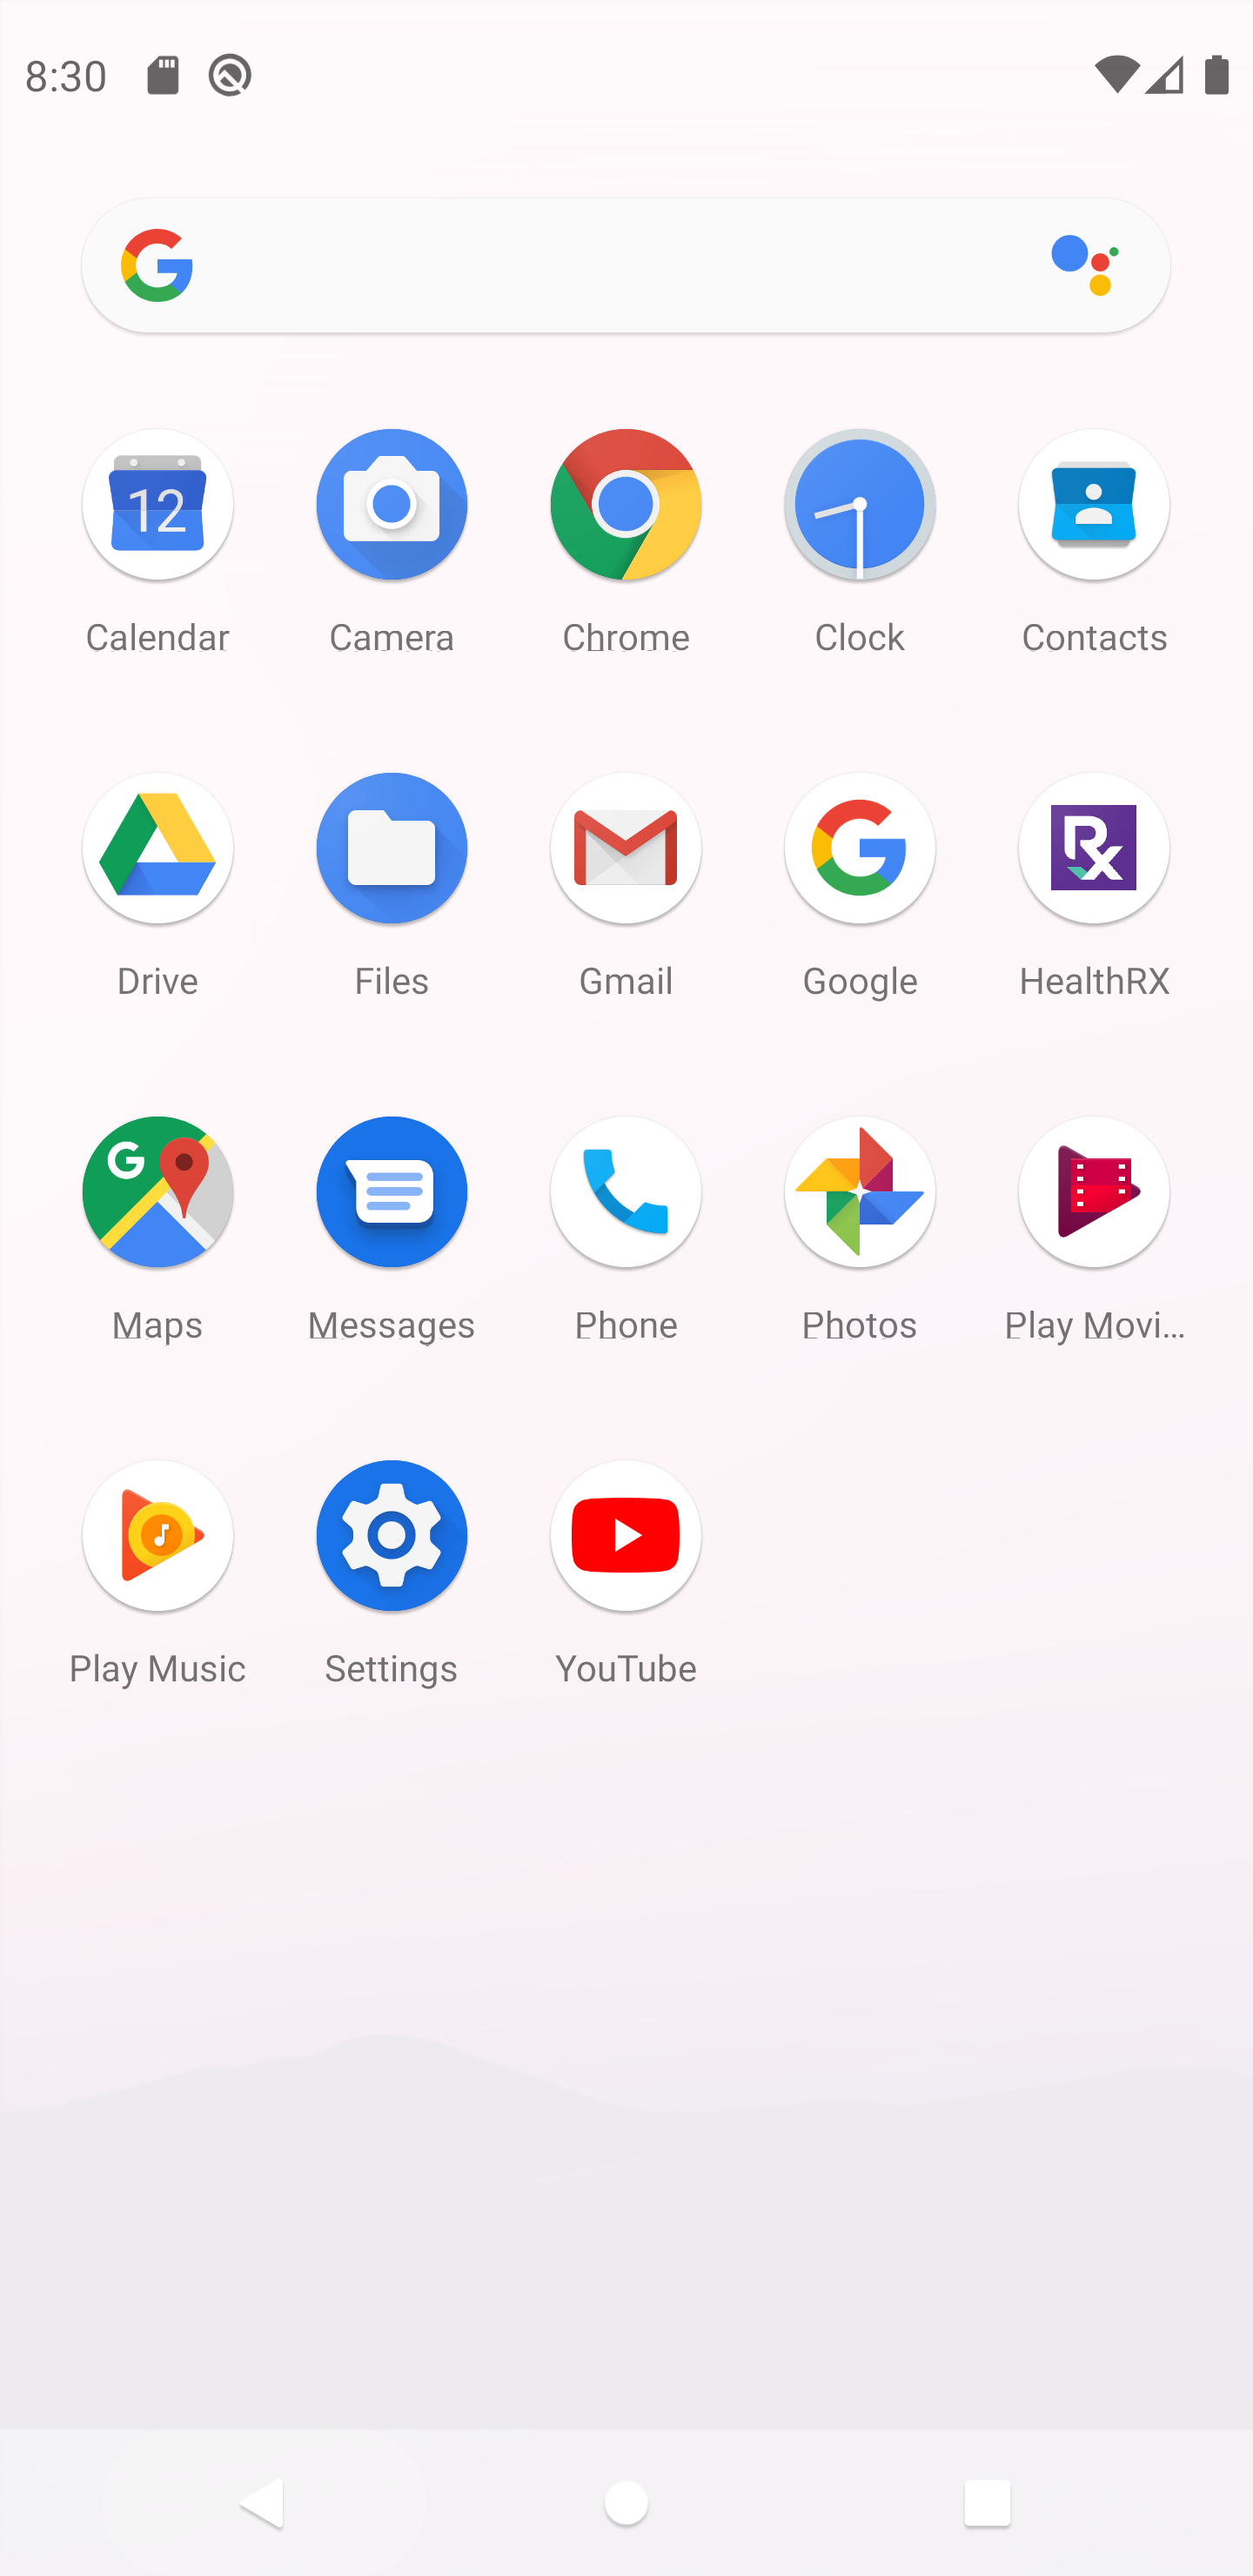 8:30
12
Calendar Camera Chrome Clock Contacts
Drive Files Gmail Google HealthRX
Maps Messages Phone Photos Play Movi...
Play Music Settings YouTube